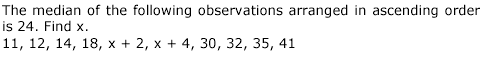 The median of the following observations arranged in ascending order
is 24. Find x.
11, 12, 14, 18, x + 2, x + 4, 30, 32, 35, 41